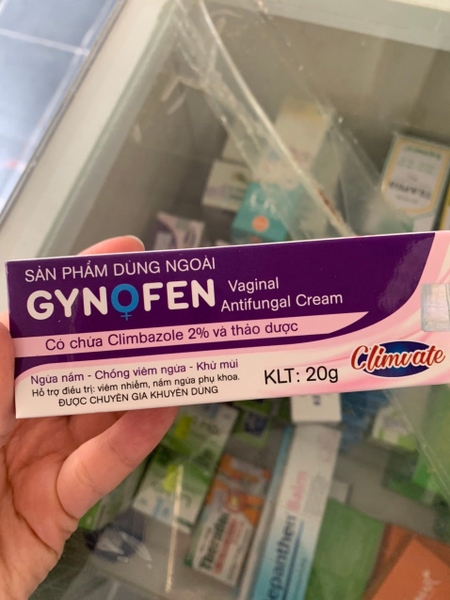 SẢN PHẨM DÙNG NGOÀI
GYNOFEN
Vaginal
Antifungal Cream
Có chứa Climbazole 2% và thảo dược
Ngừa nấm - Chống viêm ngứa - Khử mùi
Hỗ trợ điều trị: viêm nhiễm, nấm ngứa phụ khoa.
ĐƯỢC CHUYÊN GIA KHUYÊN DÙNG
KLT: 20g
Climvate
epanthen Balm